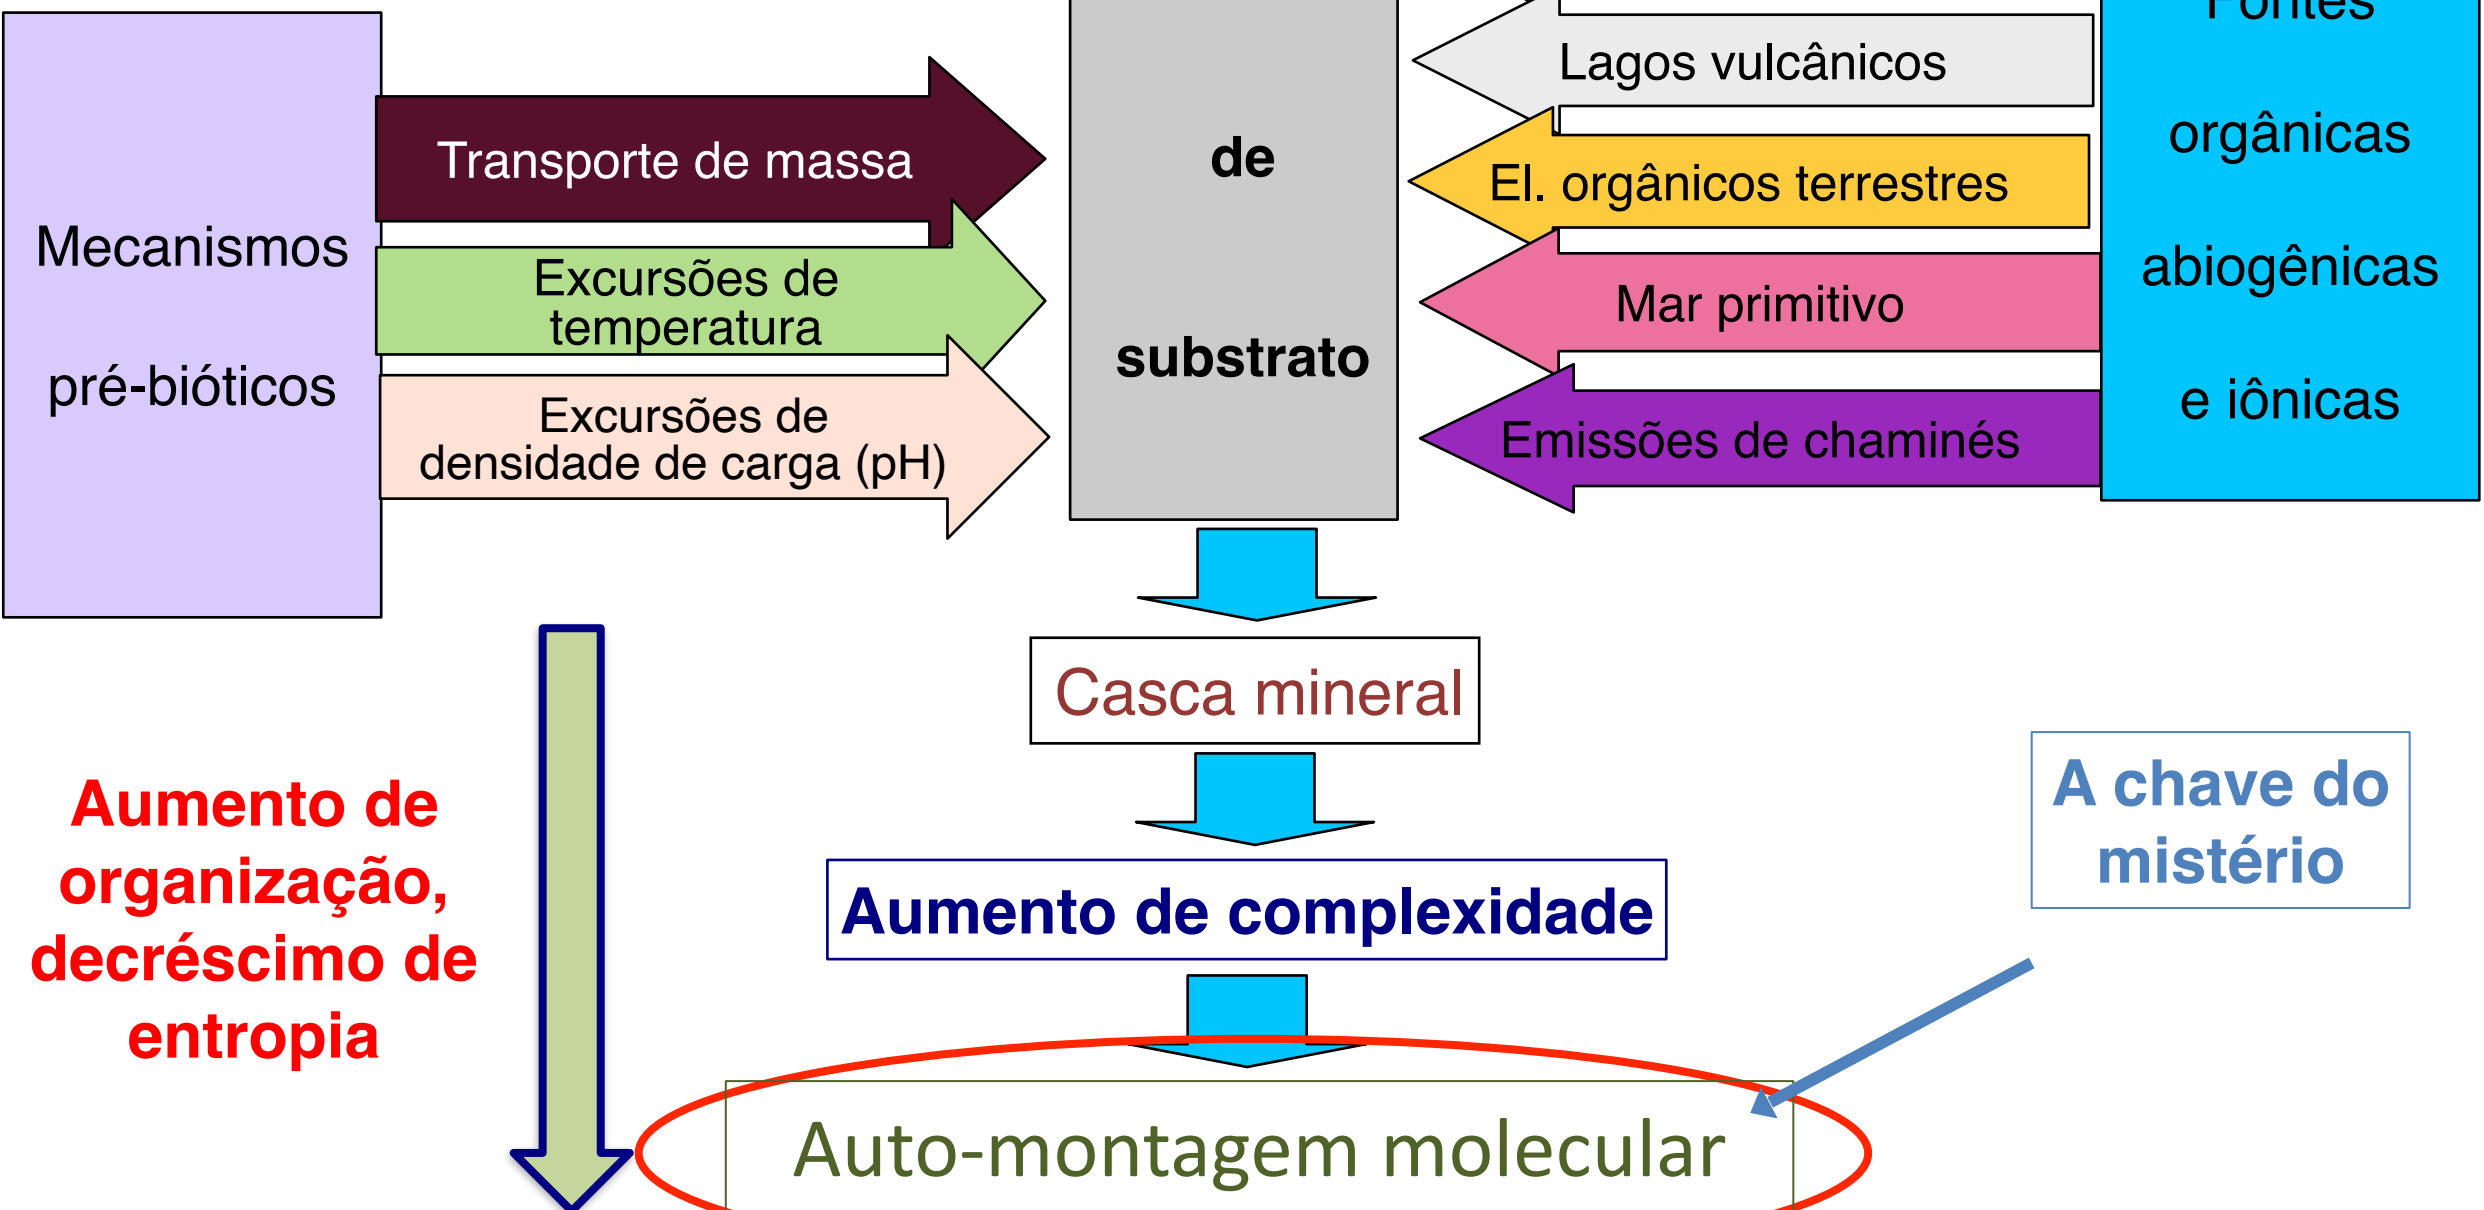 Mecanismos
pré-bióticos
Transporte de massa
Excursões de
temperatura
Excursões de
densidade de carga (pH)
de
substrato
Lagos vulcânicos
El. orgânicos terrestres
Mar primitivo
Emissões de chaminés
Fontes
orgânicas
abiogênicas
e iônicas
Casca mineral
Aumento de
organização,
decréscimo de
entropia
Aumento de complexidade
A chave do
mistério
Auto-montagem molecular